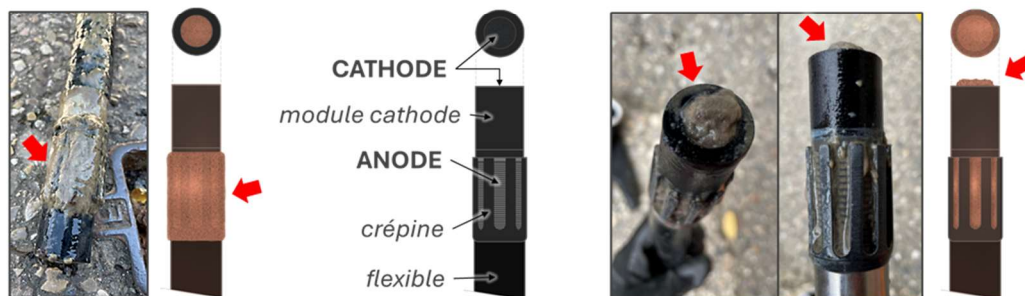 CATHODE
module cathode
ANODE
crépine
flexible